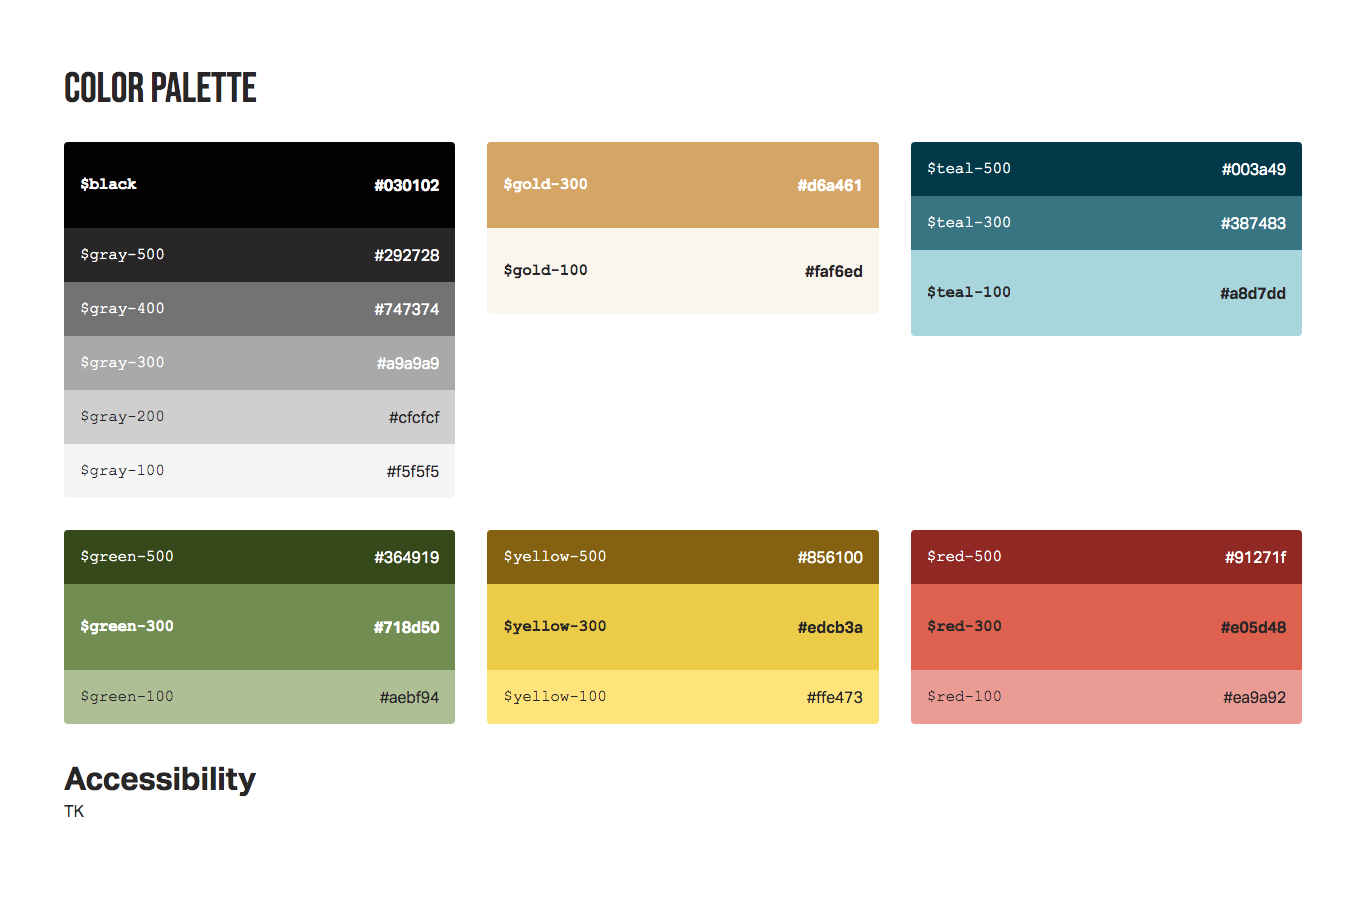 COLOR PALETTE
$black #030102
$gray-500 #292728
$gray-400 #747374
$gray-300 #a9a9a9
$gray-200 #cfcfcf
$gray-100 #f5f5f5
$gold-300 #d6a461
$gold-100 #faf6ed
$teal-500 #003a49
$teal-300 #387483
$teal-100 #a8d7dd
$green-500 #364919
$green-300 #718d50
$green-100 #aebf94
$yellow-500 #856100
$yellow-300 #edcb3a
$yellow-100 #ffe473
$red-500 #91271f
$red-300 #e05d48
$red-100 #ea9a92
Accessibility
TK